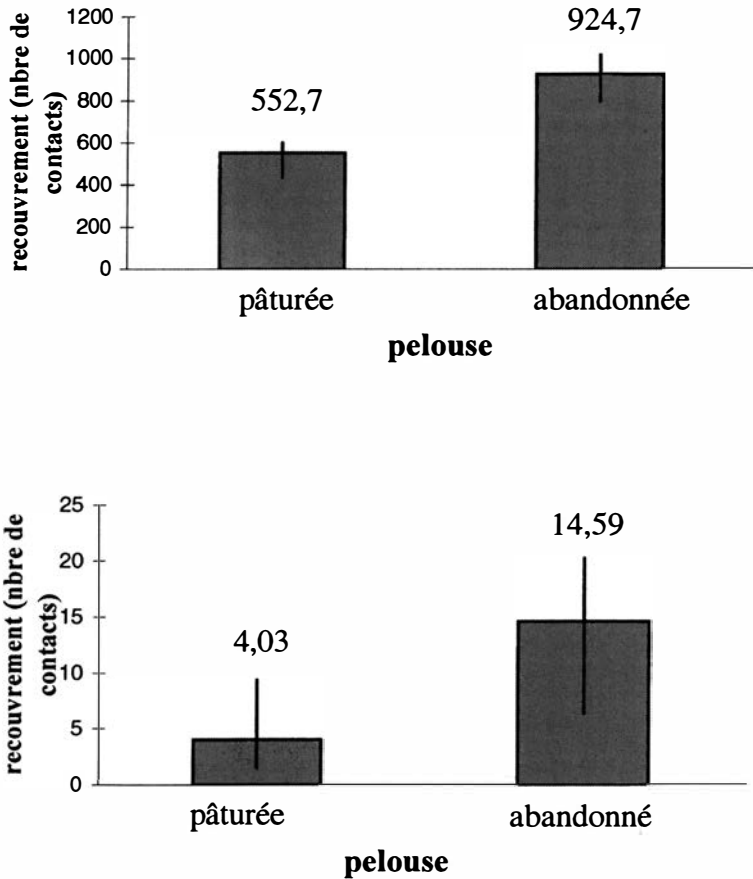 recouvrement (nbre de
contacts)
1200
1000
800
600
400
200
0
552,7
924,7
pâturée
abandonnée
pelouse
recouvrement (nbre de
contacts)
25
20
15
10
5
0
4,03
14,59
pâturée
abandonné
pelouse